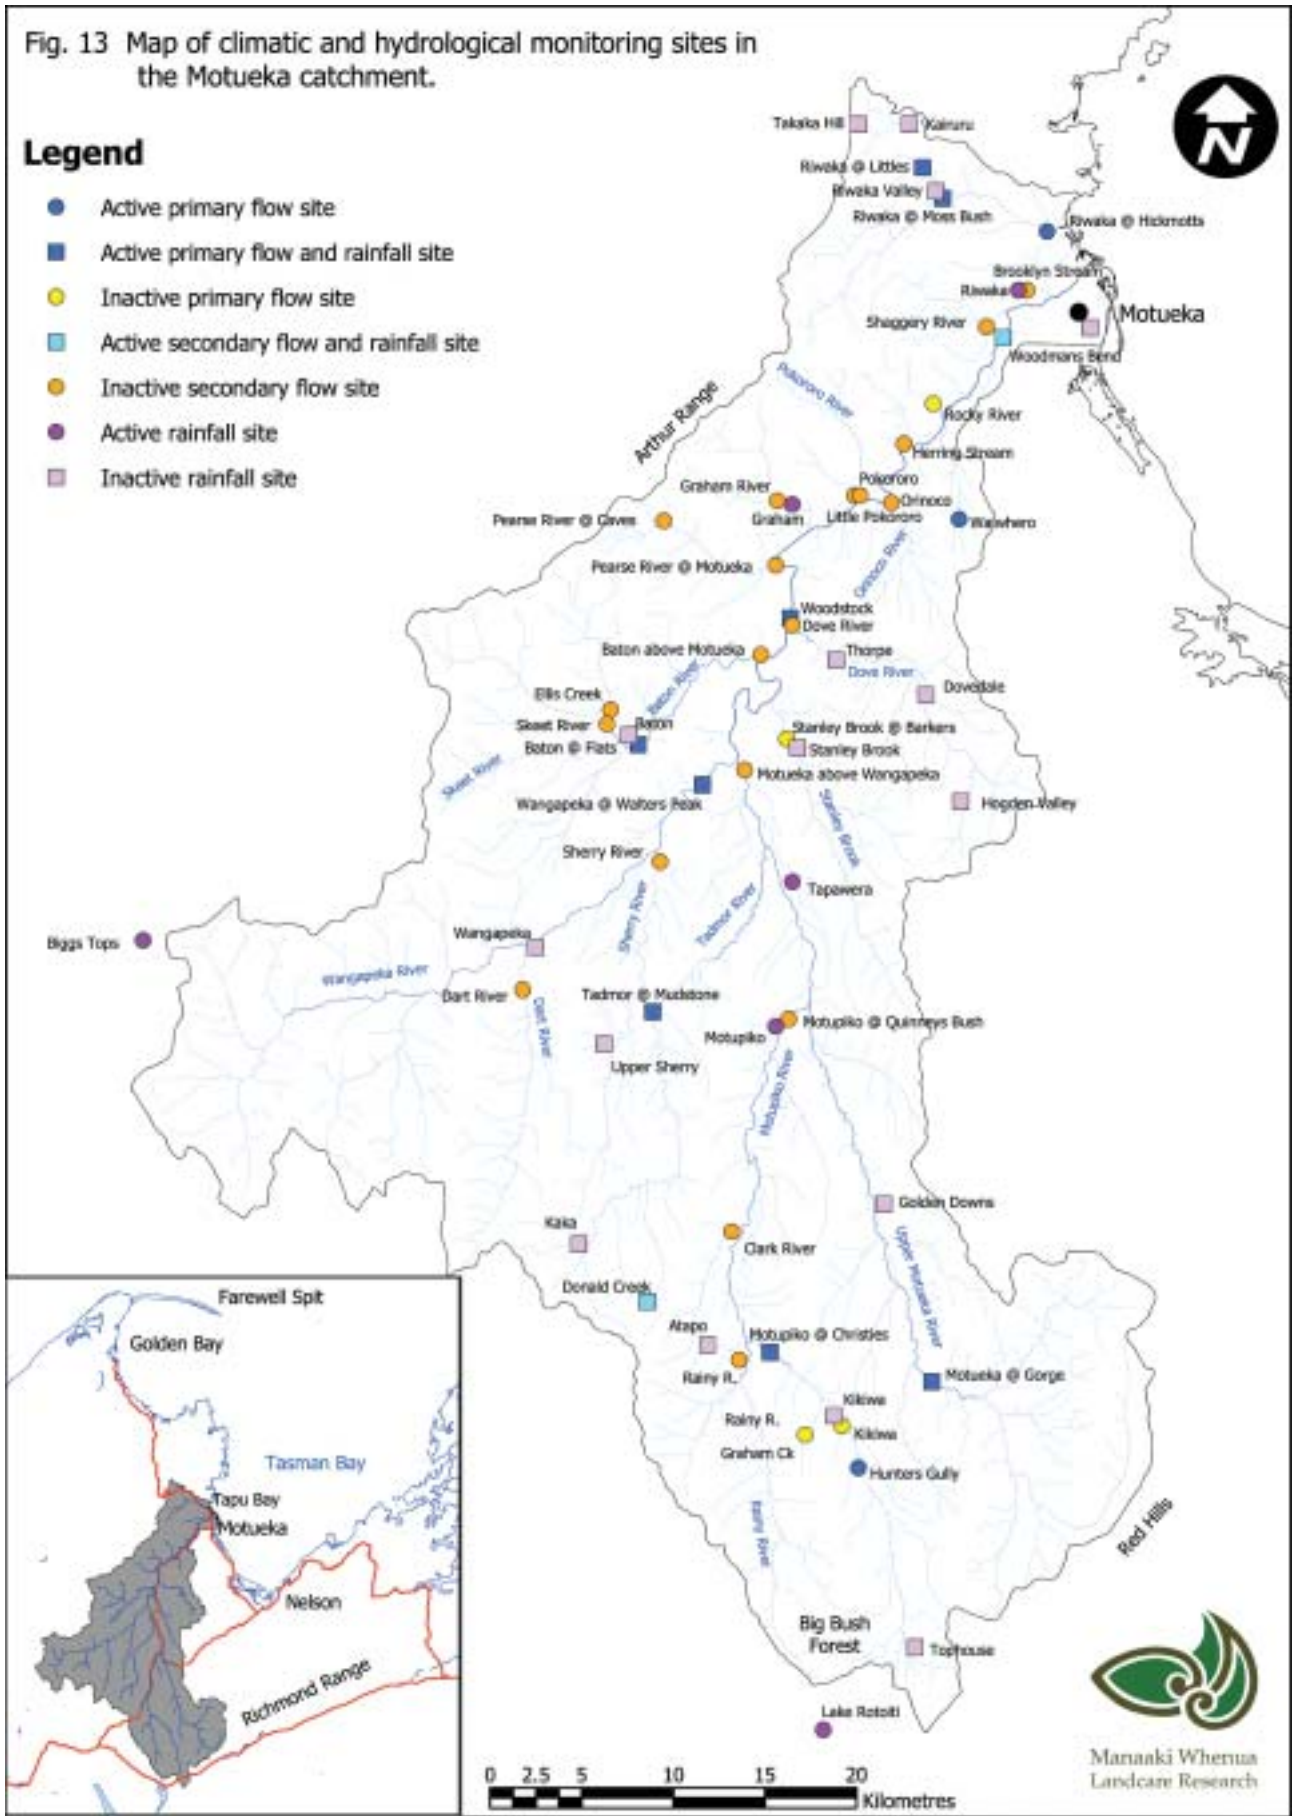 Fig. 13 Map of climatic and hydrological monitoring sites in
the Motueka catchment.
Legend
Active primary flow site
Active primary flow and rainfall site
Inactive primary flow site
Active secondary flow and rainfall site
Inactive secondary flow site
Active rainfall site
Inactive rainfall site
N
Takaka Hill
Kairuru
Riwaka @ Littles
Riwaka Valley
Riwaka @ Moss Bush
Riwaka @ Hickmotts
Brooklyn Stream
Riwaka
Motueka
Shaggery River
Woodmans Bend
Pokororo River
Arthur Range
Rocky River
Herring Stream
Pokororo
Graham River
Orinoco
Graham
Little Pokororo
Pearse River @ Caves
Waiwhero
Orinoco River
Pearse River @ Motueka
Woodstock
Dove River
Baton above Motueka
Thorpe
Dove River
Baton River
Dovedale
Ellis Creek
Skeet River
Baton
Baton @ Flats
Stanley Brook @ Barkers
Stanley Brook
Skeet River
Motueka above Wangapeka
Wangapeka @ Walters Peak
Hogden Valley
Stanley Brook
Sherry River
Tapawera
Sherry River
Tadmor River
Wangapeka
Biggs Tops
Wangapeka River
Dart River
Dart River
Tadmor @ Mudstone
Motupiko @ Quinneys Bush
Motupiko
Upper Sherry
Motupiko River
Golden Downs
Kaka
Clark River
Upper Motueka River
Donald Creek
Atapo
Motupiko @ Christies
Rainy R.
Motueka @ Gorge
Kikiwa
Rainy R.
Kikiwa
Graham Ck
Hunters Gully
Rainy River
Red Hills
Big Bush
Forest
Tophouse
Lake Rotoiti
Farewell Spit
Golden Bay
Tasman Bay
Tapu Bay
Motueka
Nelson
Richmond Range
0 2.5 5 10 15 20
Kilometres
Manaaki Whenua
Landcare Research